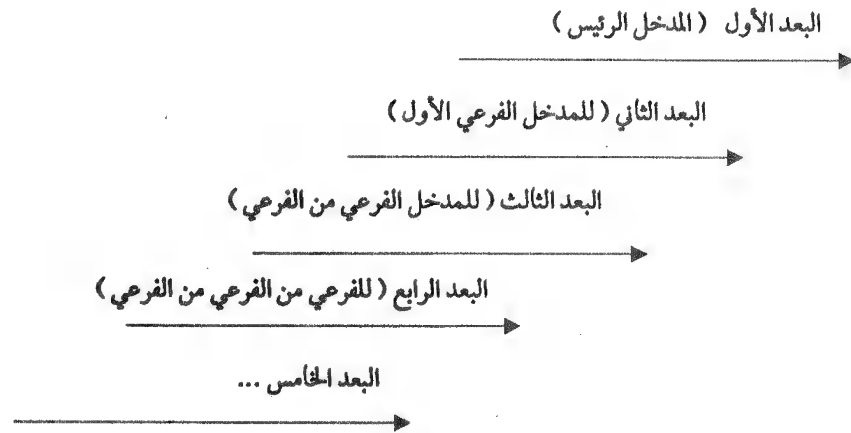 البعد الأول ( المدخل الرئيس )
البعد الثاني ( للمدخل الفرعي الأول )
البعد الثالث ( للمدخل الفرعي من الفرعي )
البعد الرابع ( للفرعي من الفرعي من الفرعي )
البعد الخامس ...